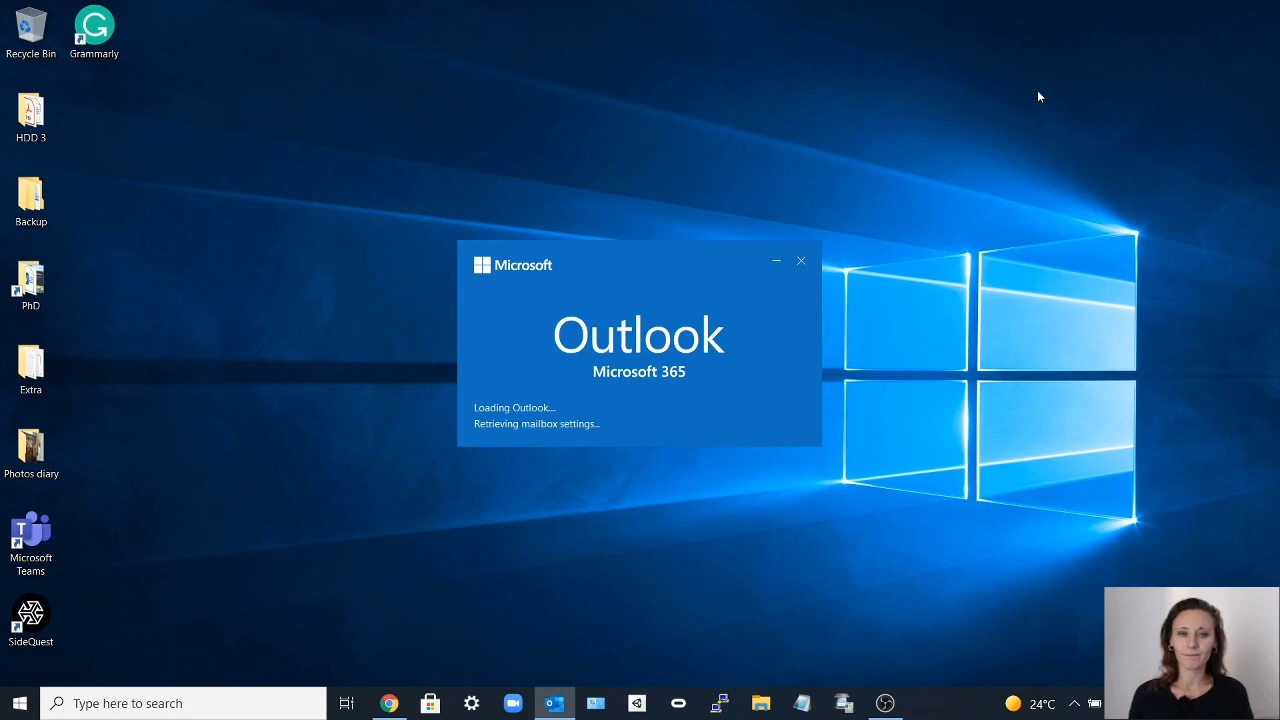 Recycle Bin
Grammarly
HDD 3
Backup
PhD
Extra
Photos diary
Microsoft
Teams
SideQuest
Microsoft
Outlook
Microsoft 365
Loading Outlook....
Retrieving mailbox settings...
Type here to search
24°C